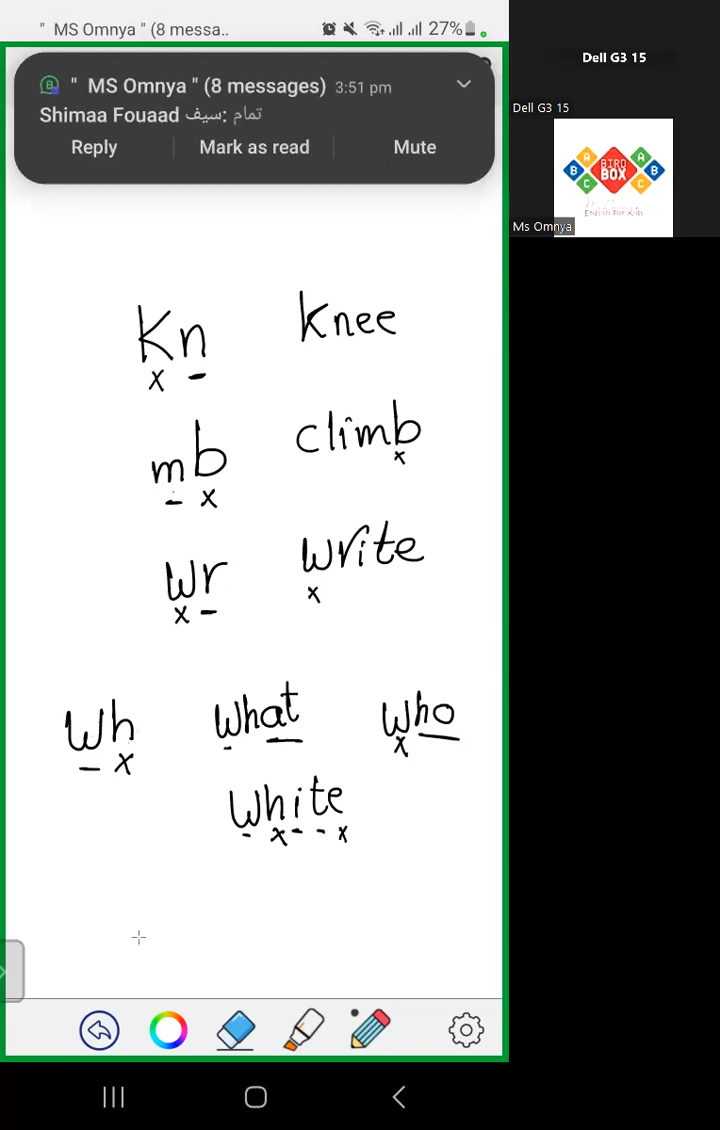 " MS Omnya " (8 messa.. 27%
" MS Omnya " (8 messages) 3:51 pm
Shimaa Fouaad تمام :سيف
Reply Mark as read Mute
Dell G3 15
Dell G3 15
A A
B BIRD B
C BOX C
English For Kids
Ms Omnya
Kn Knee
x -
mb climb
- x x
wr write
x - x
Wh what who
- x - - x -
White
- x - - x